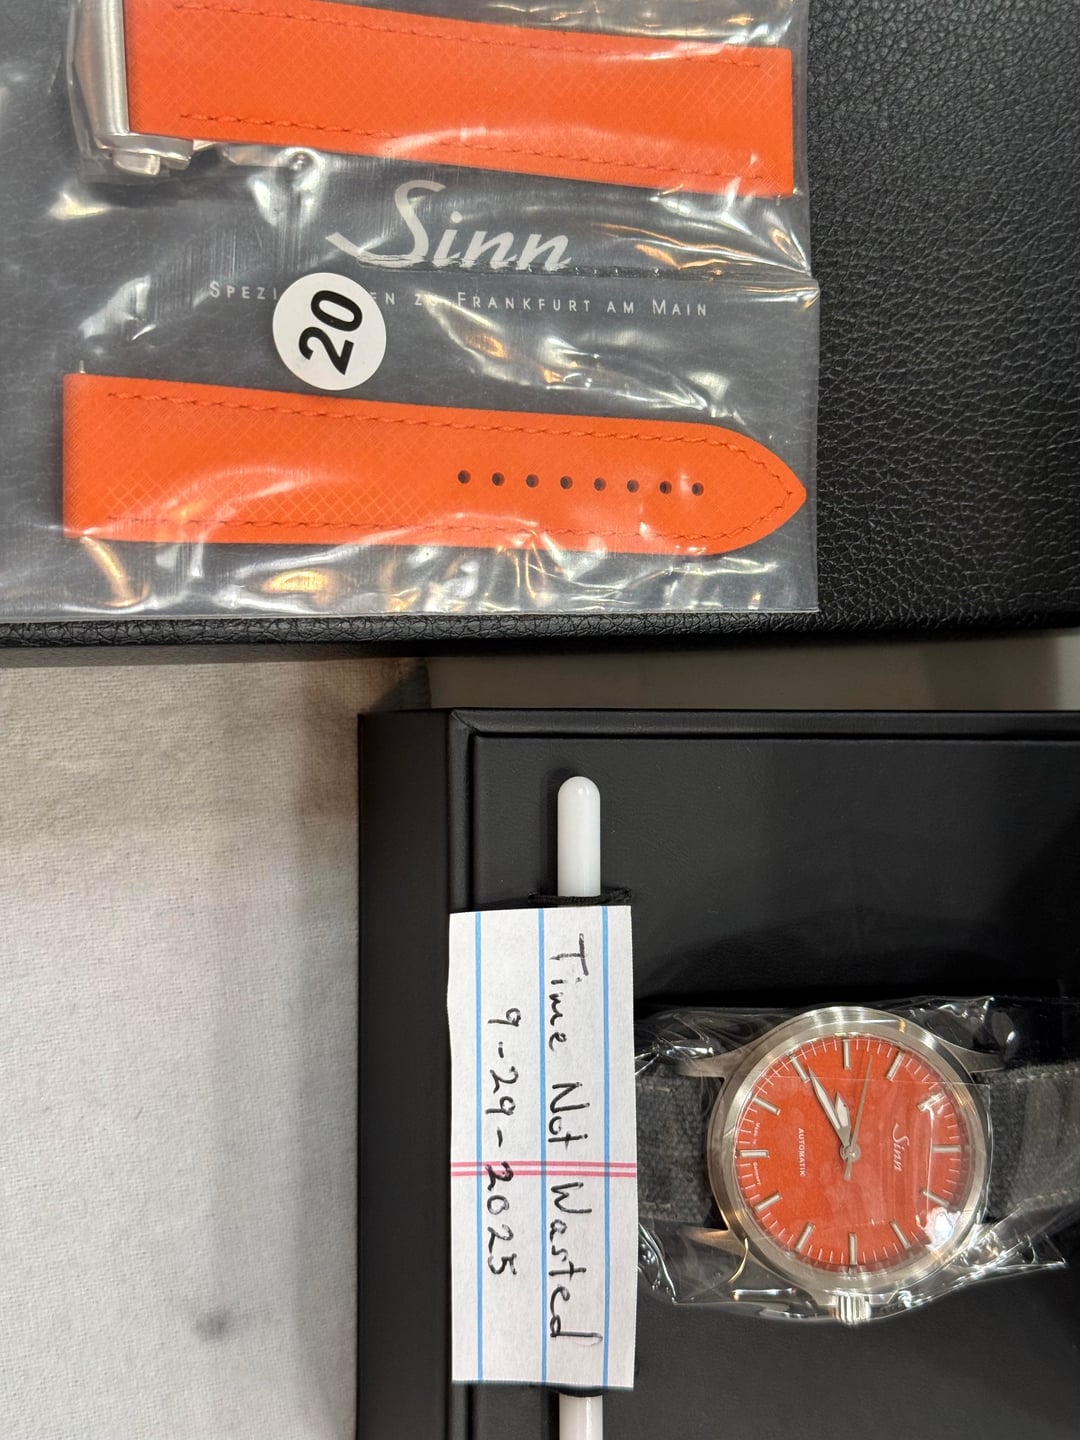 Sinn
SPEZI EN ZU FRANKFURT AM MAIN
20
Time Not Wasted
9-29-2025
Sinn
AUTOMATIK